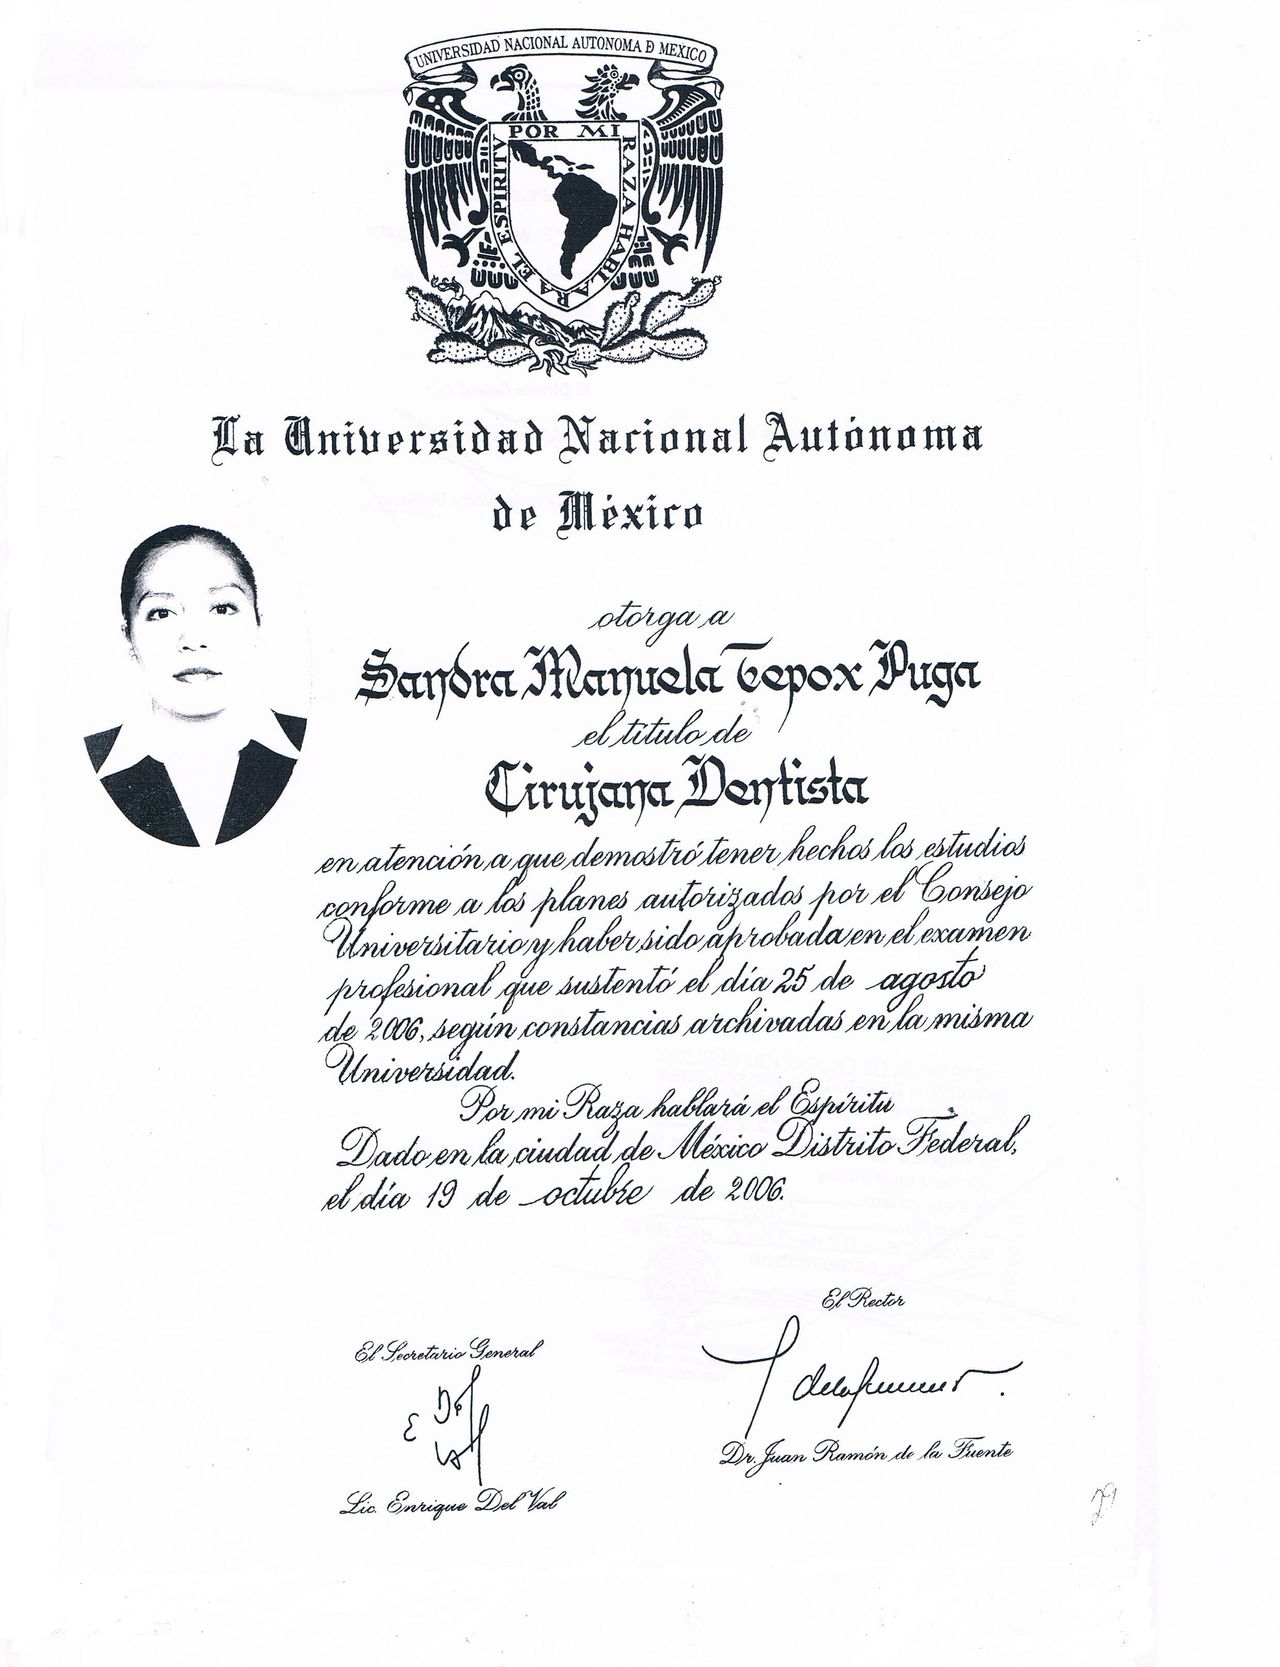 UNIVERSIDAD NACIONAL AUTONOMA D MEXICO
POR MI RAZA HABLARA EL ESPIRITU
La Universidad Nacional Autónoma
de México
otorga a
Sandra Manuela Tepox Puga
el título de
Cirujana Dentista
en atención a que demostró tener hechos los estudios
conforme a los planes autorizados por el Consejo
Universitario y haber sido aprobada en el examen
profesional que sustentó el día 25 de agosto
de 2006, según constancias archivadas en la misma
Universidad.
Por mi Raza hablará el Espíritu
Dado en la ciudad de México Distrito Federal,
el día 19 de octubre de 2006.
El Rector
El Secretario General
Dr. Juan Ramón de la Fuente
Lic. Enrique Del Val